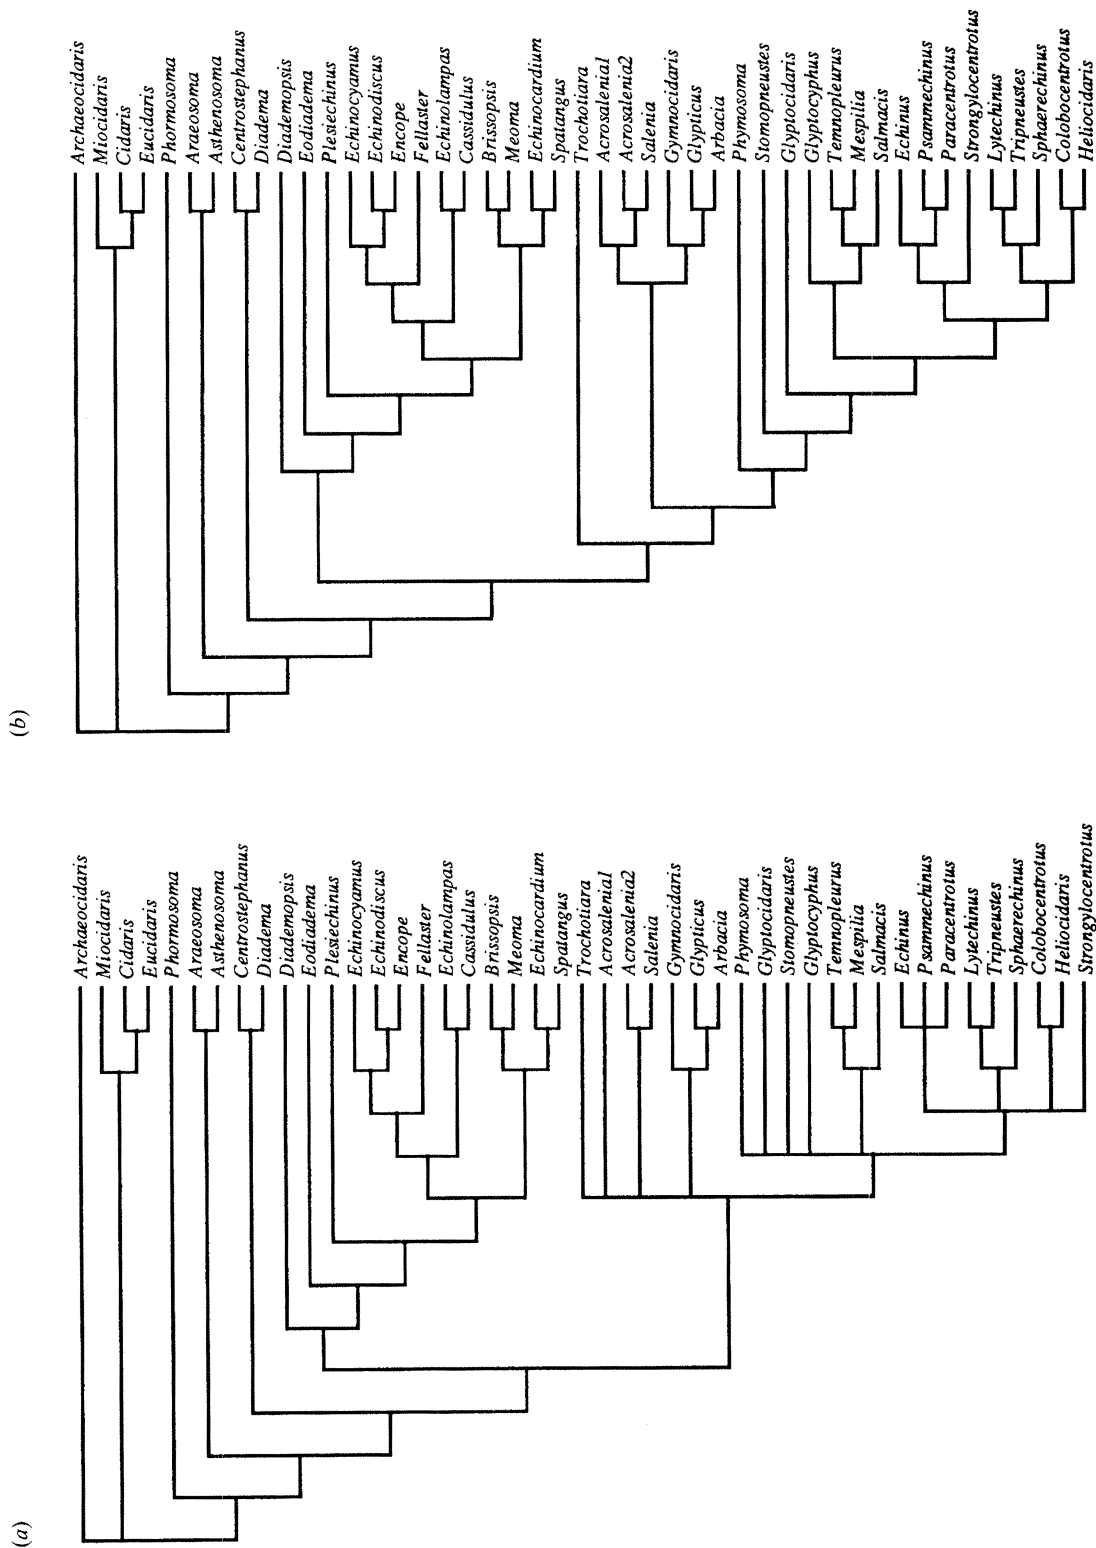 (b)
Archaeocidaris
Miocidaris
Cidaris
Eucidaris
Phormosoma
Araeosoma
Asthenosoma
Centrostephanus
Diadema
Diademopsis
Eodiadema
Plesiechinus
Echinocyamus
Echinodiscus
Encope
Fellaster
Echinolampas
Cassidulus
Brissopsis
Meoma
Echinocardium
Spatangus
Trochotiara
Acrosalenia1
Acrosalenia2
Salenia
Gymnocidaris
Glypticus
Arbacia
Phymosoma
Stomopneustes
Glyptocidaris
Glyptocyphus
Temnopleurus
Mespilia
Salmacis
Echinus
Psammechinus
Paracentrotus
Strongylocentrotus
Lytechinus
Tripneustes
Sphaerechinus
Colobocentrotus
Heliocidaris
(a)
Archaeocidaris
Miocidaris
Cidaris
Eucidaris
Phormosoma
Araeosoma
Asthenosoma
Centrostephanus
Diadema
Diademopsis
Eodiadema
Plesiechinus
Echinocyamus
Echinodiscus
Encope
Fellaster
Echinolampas
Cassidulus
Brissopsis
Meoma
Echinocardium
Spatangus
Trochotiara
Acrosalenia1
Acrosalenia2
Salenia
Gymnocidaris
Glypticus
Arbacia
Phymosoma
Glyptocidaris
Stomopneustes
Glyptocyphus
Temnopleurus
Mespilia
Salmacis
Echinus
Psammechinus
Paracentrotus
Lytechinus
Tripneustes
Sphaerechinus
Colobocentrotus
Heliocidaris
Strongylocentrotus